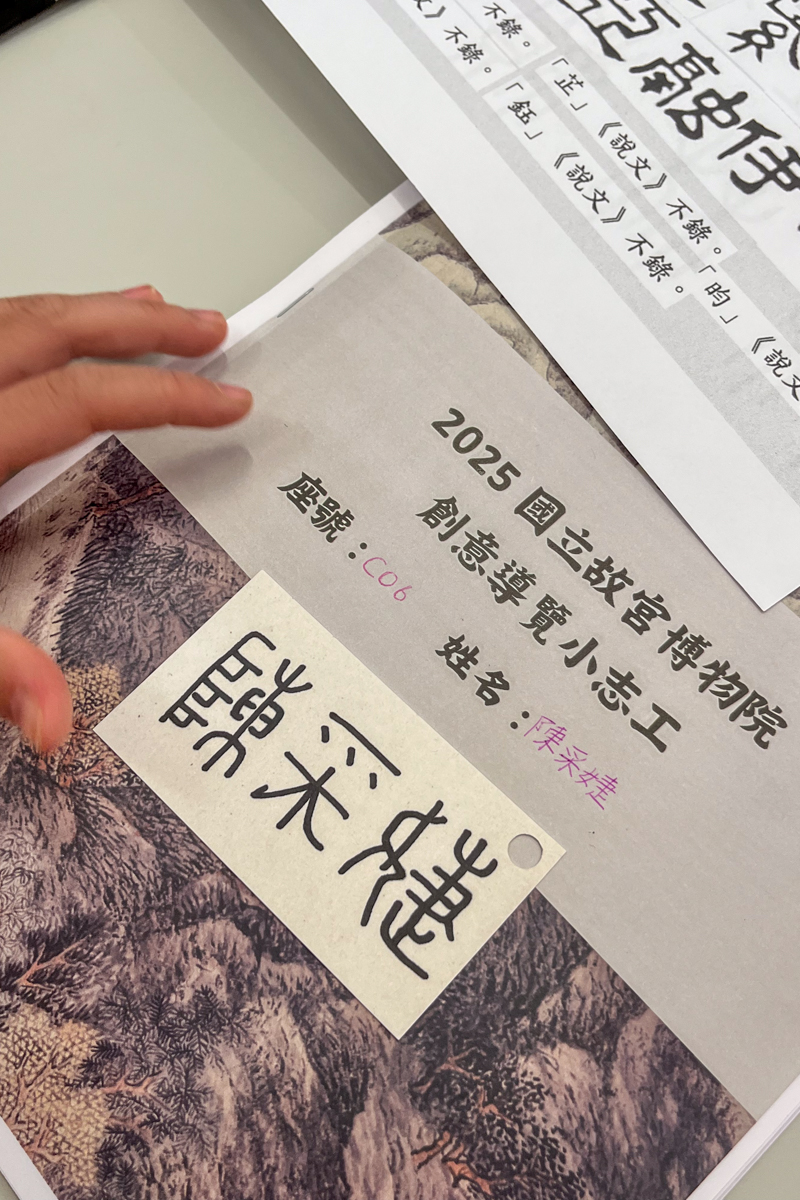 不錄。
文》不錄。
「芷」《說文》不錄。
「鈺」《說文》不錄。
「昀」《說文
融伊
2025 國立故宮博物院
創意導覽小志工
座號：C06
姓名：陳采婕
陳采婕